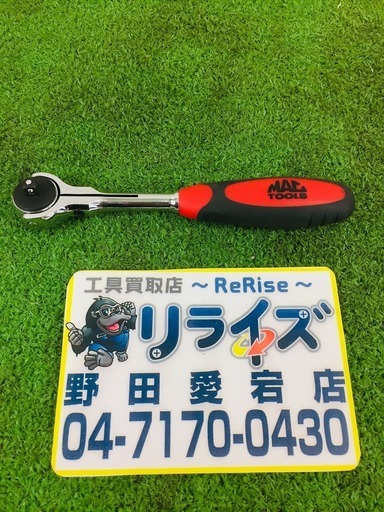 MAC
TOOLS
工具買取店 ～ReRise～
リライズ
野田愛宕店
04-7170-0430